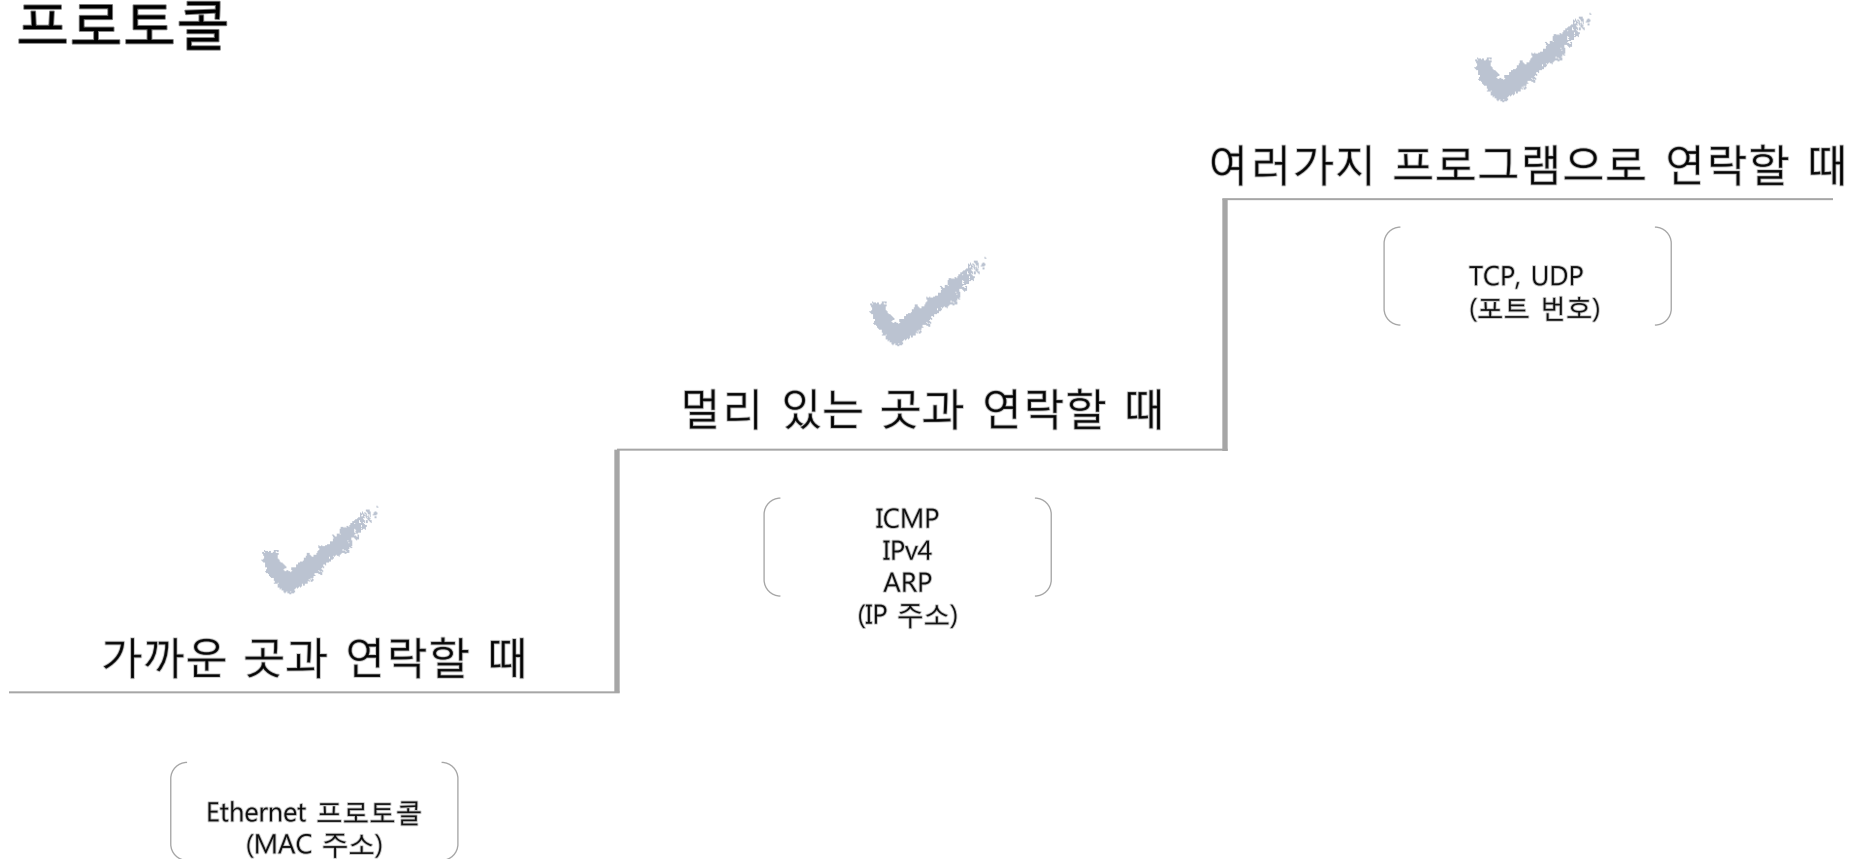 프로토콜
여러가지 프로그램으로 연락할 때
TCP, UDP
(포트 번호)
멀리 있는 곳과 연락할 때
ICMP
IPv4
ARP
(IP 주소)
가까운 곳과 연락할 때
Ethernet 프로토콜
(MAC 주소)